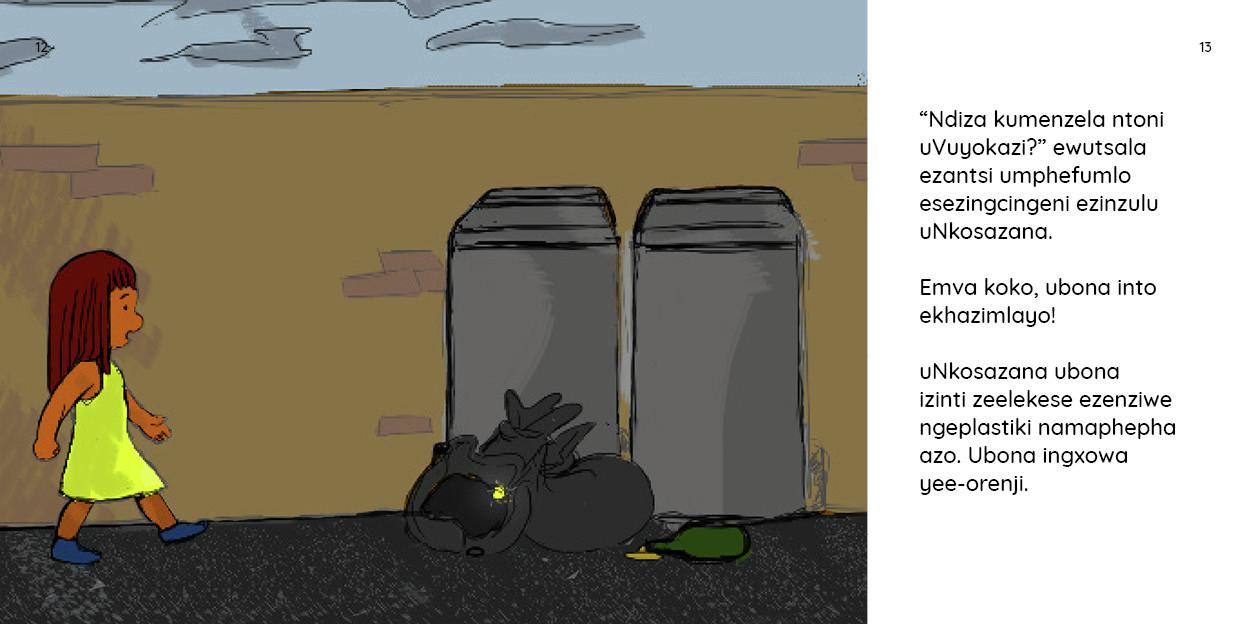 12
13
“Ndiza kumenzela ntoni
uVuyokazi?” ewutsala
ezantsi umphefumlo
esezingcingeni ezinzulu
uNkosazana.
Emva koko, ubona into
ekhazimlayo!
uNkosazana ubona
izinti zeelekese ezenziwe
ngeplastiki namaphepha
azo. Ubona ingxowa
yee-orenji.